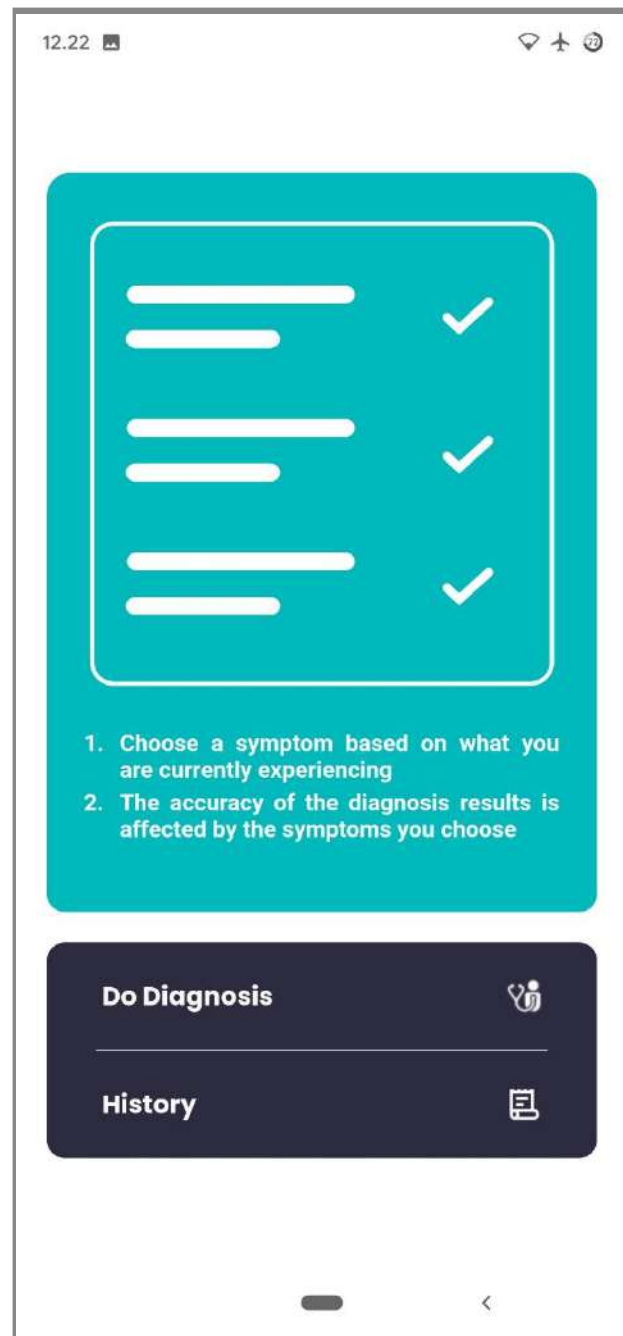 12.22
72
1. Choose a symptom based on what you
are currently experiencing
2. The accuracy of the diagnosis results is
affected by the symptoms you choose
Do Diagnosis
History